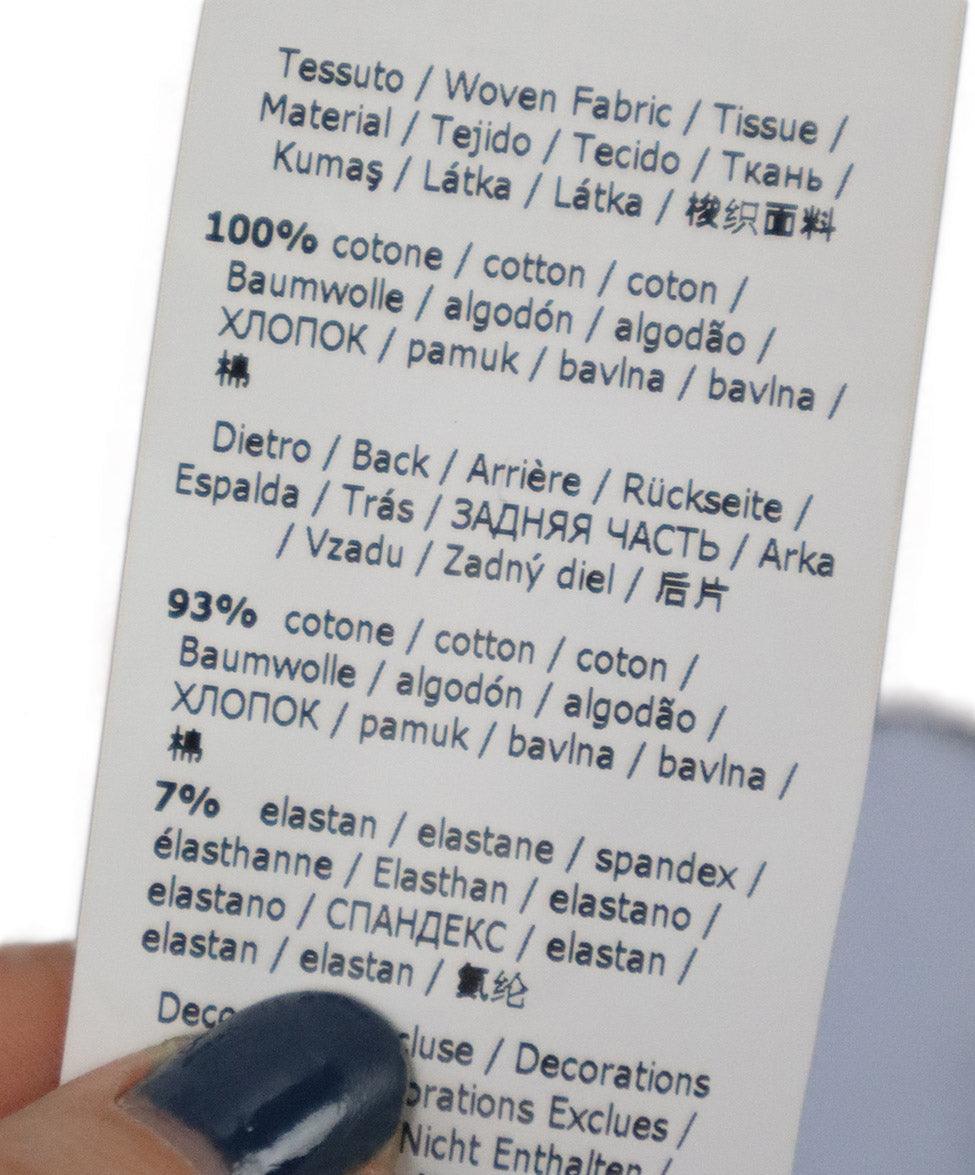 Tessuto / Woven Fabric / Tissue /
Material / Tejido / Tecido / Ткань /
Kumaş / Látka / Látka / 梭织面料
100% cotone / cotton / coton /
Baumwolle / algodón / algodão /
ХЛОПОК / pamuk / bavlna / bavlna /
棉
Dietro / Back / Arrière / Rückseite /
Espalda / Trás / ЗАДНЯЯ ЧАСТЬ / Arka
/ Vzadu / Zadný diel / 后片
93% cotone / cotton / coton /
Baumwolle / algodón / algodão /
ХЛОПОК / pamuk / bavlna / bavlna /
棉
7% elastan / elastane / spandex /
élasthanne / Elasthan / elastano /
elastano / СПАНДЕКС / elastan /
elastan / elastan / 氨纶
/ Decorations
Exclues /
Nicht Enthalten /